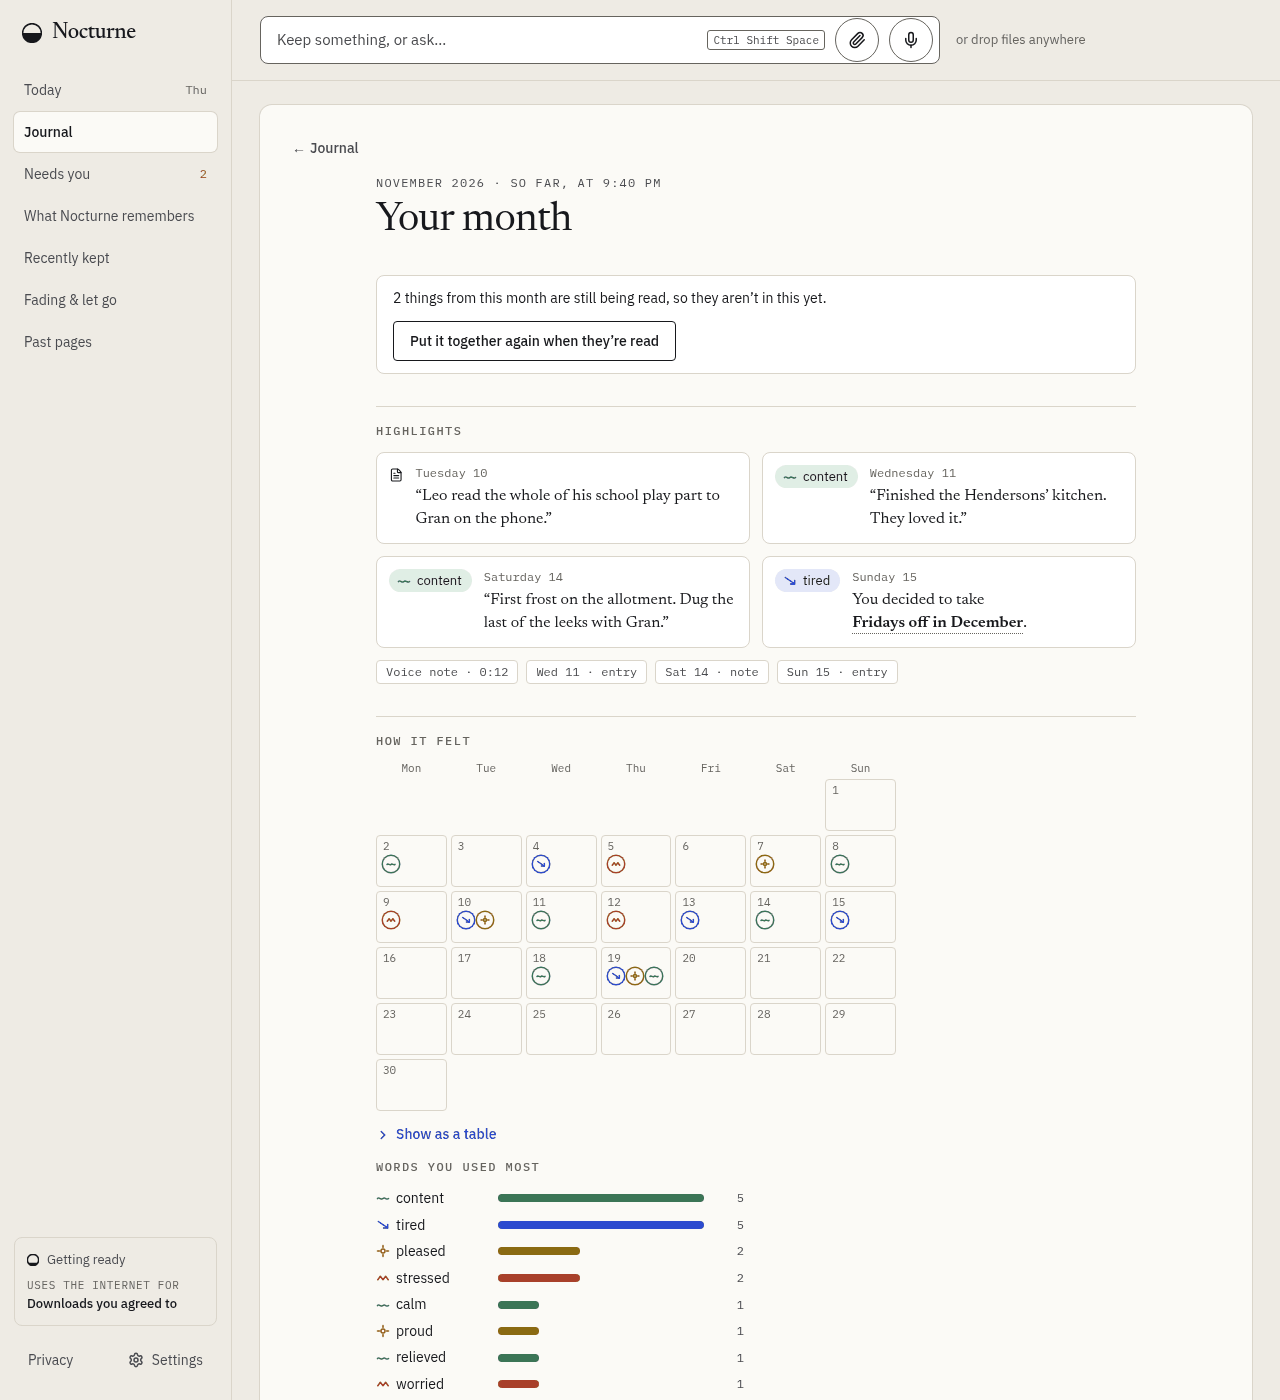 Nocturne
Today Thu
Journal
Needs you 2
What Nocturne remembers
Recently kept
Fading & let go
Past pages
Getting ready
USES THE INTERNET FOR
Downloads you agreed to
Privacy Settings
Keep something, or ask... Ctrl Shift Space or drop files anywhere
← Journal
NOVEMBER 2026 · SO FAR, AT 9:40 PM
Your month
2 things from this month are still being read, so they aren’t in this yet.
Put it together again when they’re read
HIGHLIGHTS
Tuesday 10
“Leo read the whole of his school play part to
Gran on the phone.”
content Wednesday 11
“Finished the Hendersons’ kitchen.
They loved it.”
content Saturday 14
“First frost on the allotment. Dug the
last of the leeks with Gran.”
tired Sunday 15
You decided to take
Fridays off in December.
Voice note · 0:12 Wed 11 · entry Sat 14 · note Sun 15 · entry
HOW IT FELT
Mon Tue Wed Thu Fri Sat Sun
1
2 3 4 5 6 7 8
9 10 11 12 13 14 15
16 17 18 19 20 21 22
23 24 25 26 27 28 29
30
Show as a table
WORDS YOU USED MOST
content 5
tired 5
pleased 2
stressed 2
calm 1
proud 1
relieved 1
worried 1